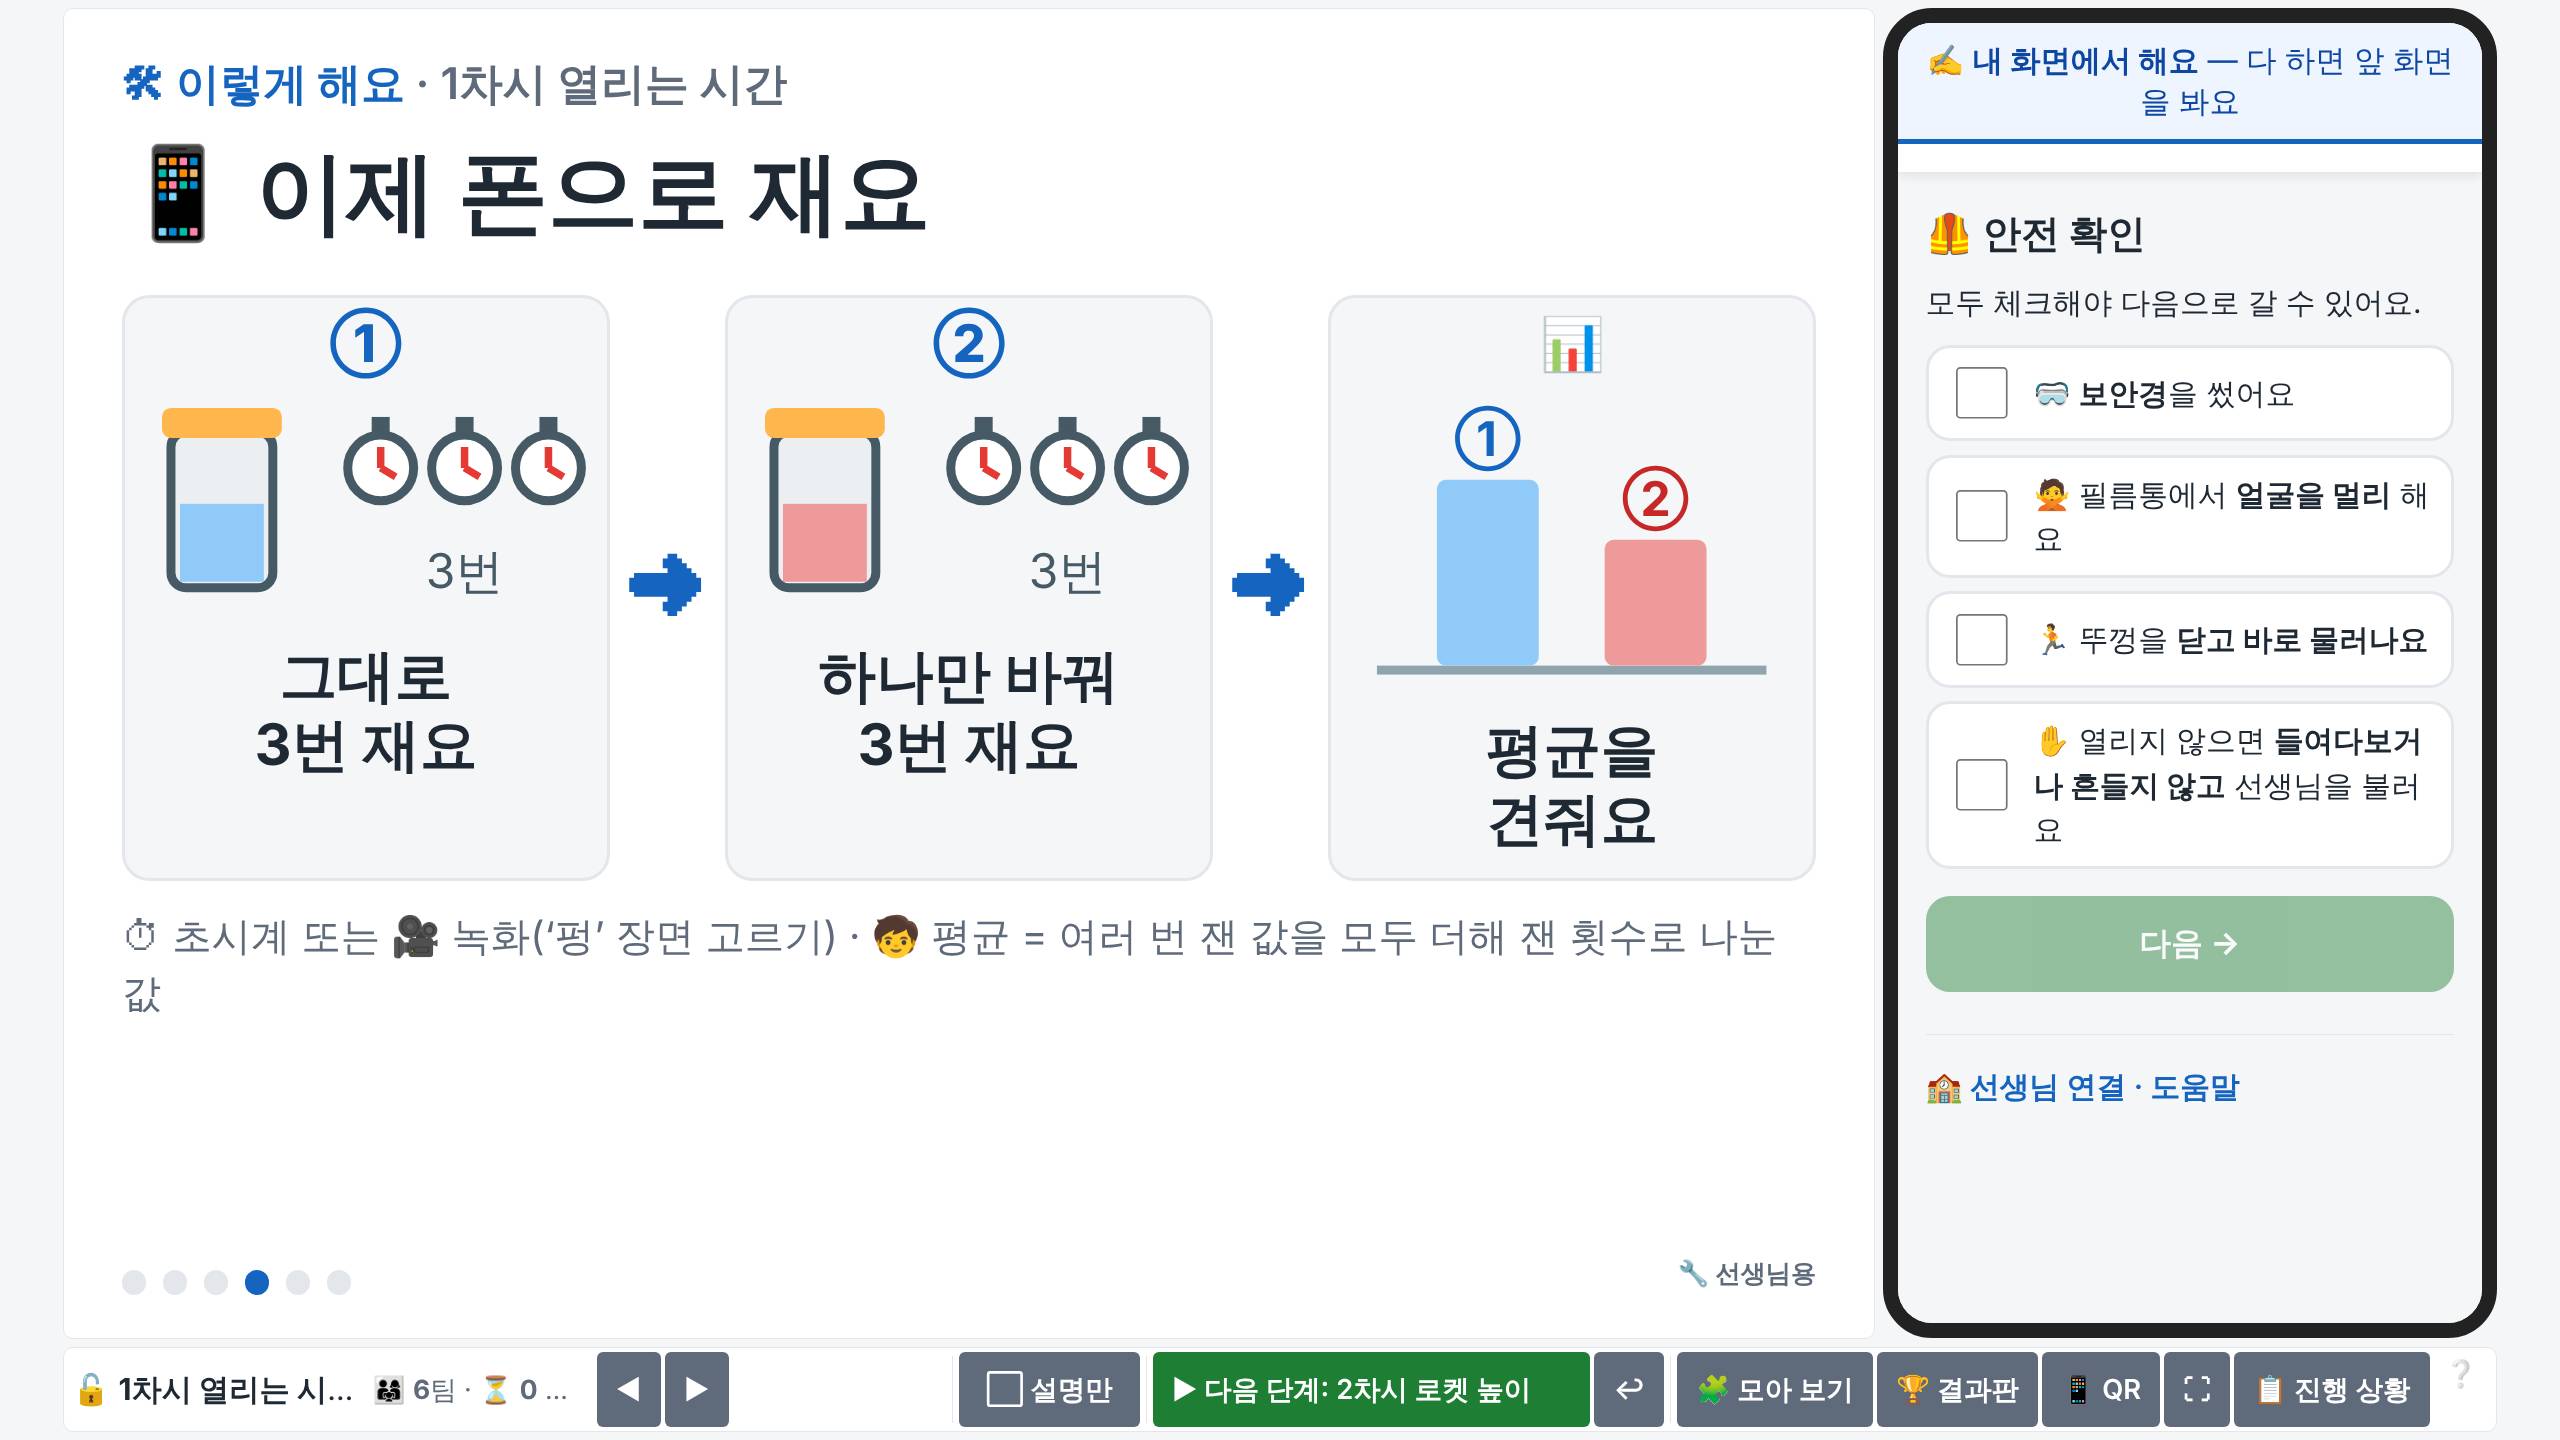 🛠 이렇게 해요 · 1차시 열리는 시간
📱 이제 폰으로 재요
①
3번
그대로
3번 재요
➡
②
3번
하나만 바꿔
3번 재요
➡
📊
①
②
평균을
견줘요
⏱ 초시계 또는 🎥 녹화(‘펑’ 장면 고르기) · 🧒 평균 = 여러 번 잰 값을 모두 더해 잰 횟수로 나눈
값
🔧 선생님용
✍ 내 화면에서 해요 — 다 하면 앞 화면
을 봐요
🦺 안전 확인
모두 체크해야 다음으로 갈 수 있어요.
🥽 보안경을 썼어요
🙅 필름통에서 얼굴을 멀리 해
요
🏃 뚜껑을 닫고 바로 물러나요
✋ 열리지 않으면 들여다보거
나 흔들지 않고 선생님을 불러
요
다음 →
🏫 선생님 연결 · 도움말
🔓 1차시 열리는 시... 👨‍👩‍👧‍👦 6팀 · ⏳ 0 ... ◀ ▶ 설명만 ▶ 다음 단계: 2차시 로켓 높이 ↩ 🧩 모아 보기 🏆 결과판 📱 QR ⛶ 📋 진행 상황 ❔